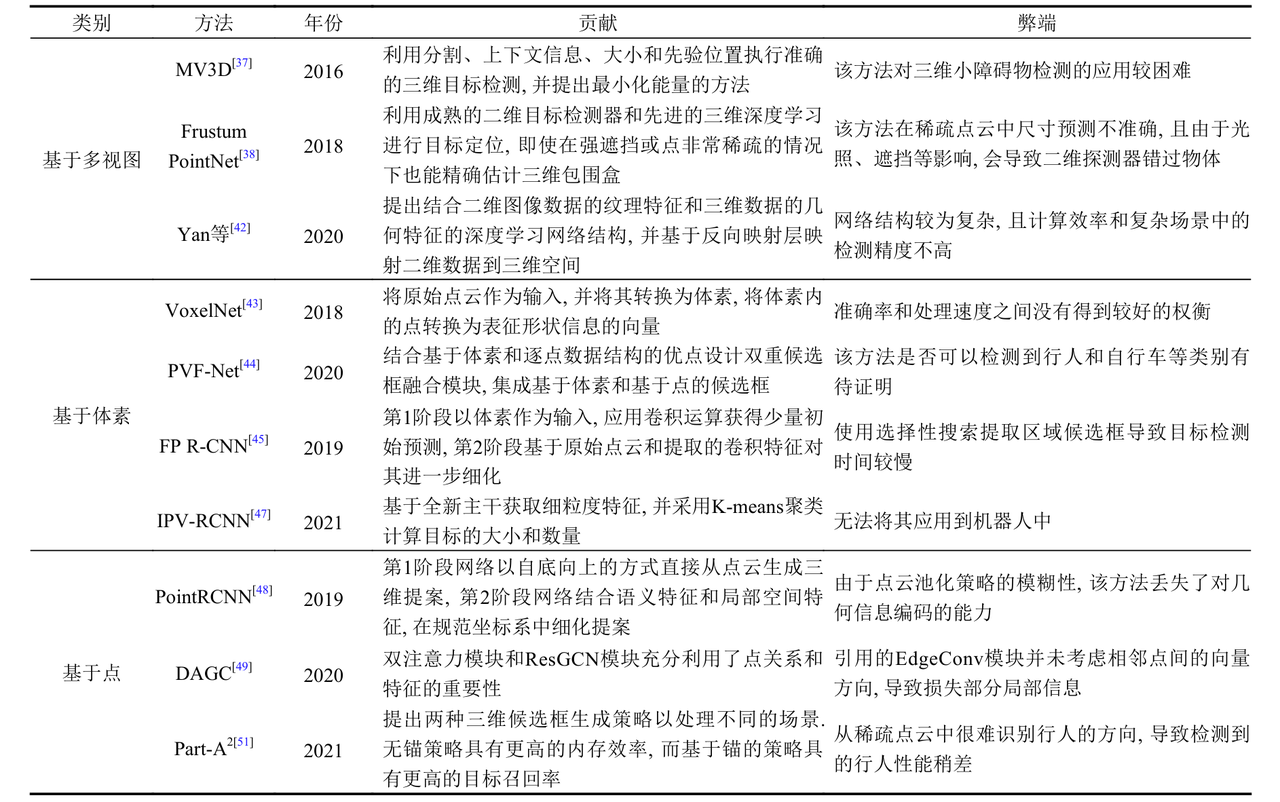 类别 方法 年份 贡献 弊端
基于多视图
MV3D[37] 2016
利用分割、上下文信息、大小和先验位置执行准确
的三维目标检测, 并提出最小化能量的方法
该方法对三维小障碍物检测的应用较困难
Frustum
PointNet[38]
2018
利用成熟的二维目标检测器和先进的三维深度学习
进行目标定位, 即使在强遮挡或点非常稀疏的情况
下也能精确估计三维包围盒
该方法在稀疏点云中尺寸预测不准确, 且由于光
照、遮挡等影响, 会导致二维探测器错过物体
Yan等[42] 2020
提出结合二维图像数据的纹理特征和三维数据的几
何特征的深度学习网络结构, 并基于反向映射层映
射二维数据到三维空间
网络结构较为复杂, 且计算效率和复杂场景中的
检测精度不高
基于体素
VoxelNet[43] 2018
将原始点云作为输入, 并将其转换为体素, 将体素内
的点转换为表征形状信息的向量
准确率和处理速度之间没有得到较好的权衡
PVF-Net[44] 2020
结合基于体素和逐点数据结构的优点设计双重候选
框融合模块, 集成基于体素和基于点的候选框
该方法是否可以检测到行人和自行车等类别有
待证明
FP R-CNN[45] 2019
第1阶段以体素作为输入, 应用卷积运算获得少量初
始预测, 第2阶段基于原始点云和提取的卷积特征对
其进一步细化
使用选择性搜索提取区域候选框导致目标检测
时间较慢
IPV-RCNN[47] 2021
基于全新主干获取细粒度特征, 并采用K-means聚类
计算目标的大小和数量
无法将其应用到机器人中
基于点
PointRCNN[48] 2019
第1阶段网络以自底向上的方式直接从点云生成三
维提案, 第2阶段网络结合语义特征和局部空间特
征, 在规范坐标系中细化提案
由于点云池化策略的模糊性, 该方法丢失了对几
何信息编码的能力
DAGC[49] 2020
双注意力模块和ResGCN模块充分利用了点关系和
特征的重要性
引用的EdgeConv模块并未考虑相邻点间的向量
方向, 导致损失部分局部信息
Part-A2[51] 2021
提出两种三维候选框生成策略以处理不同的场景.
无锚策略具有更高的内存效率, 而基于锚的策略具
有更高的目标召回率
从稀疏点云中很难识别行人的方向, 导致检测到
的行人性能稍差